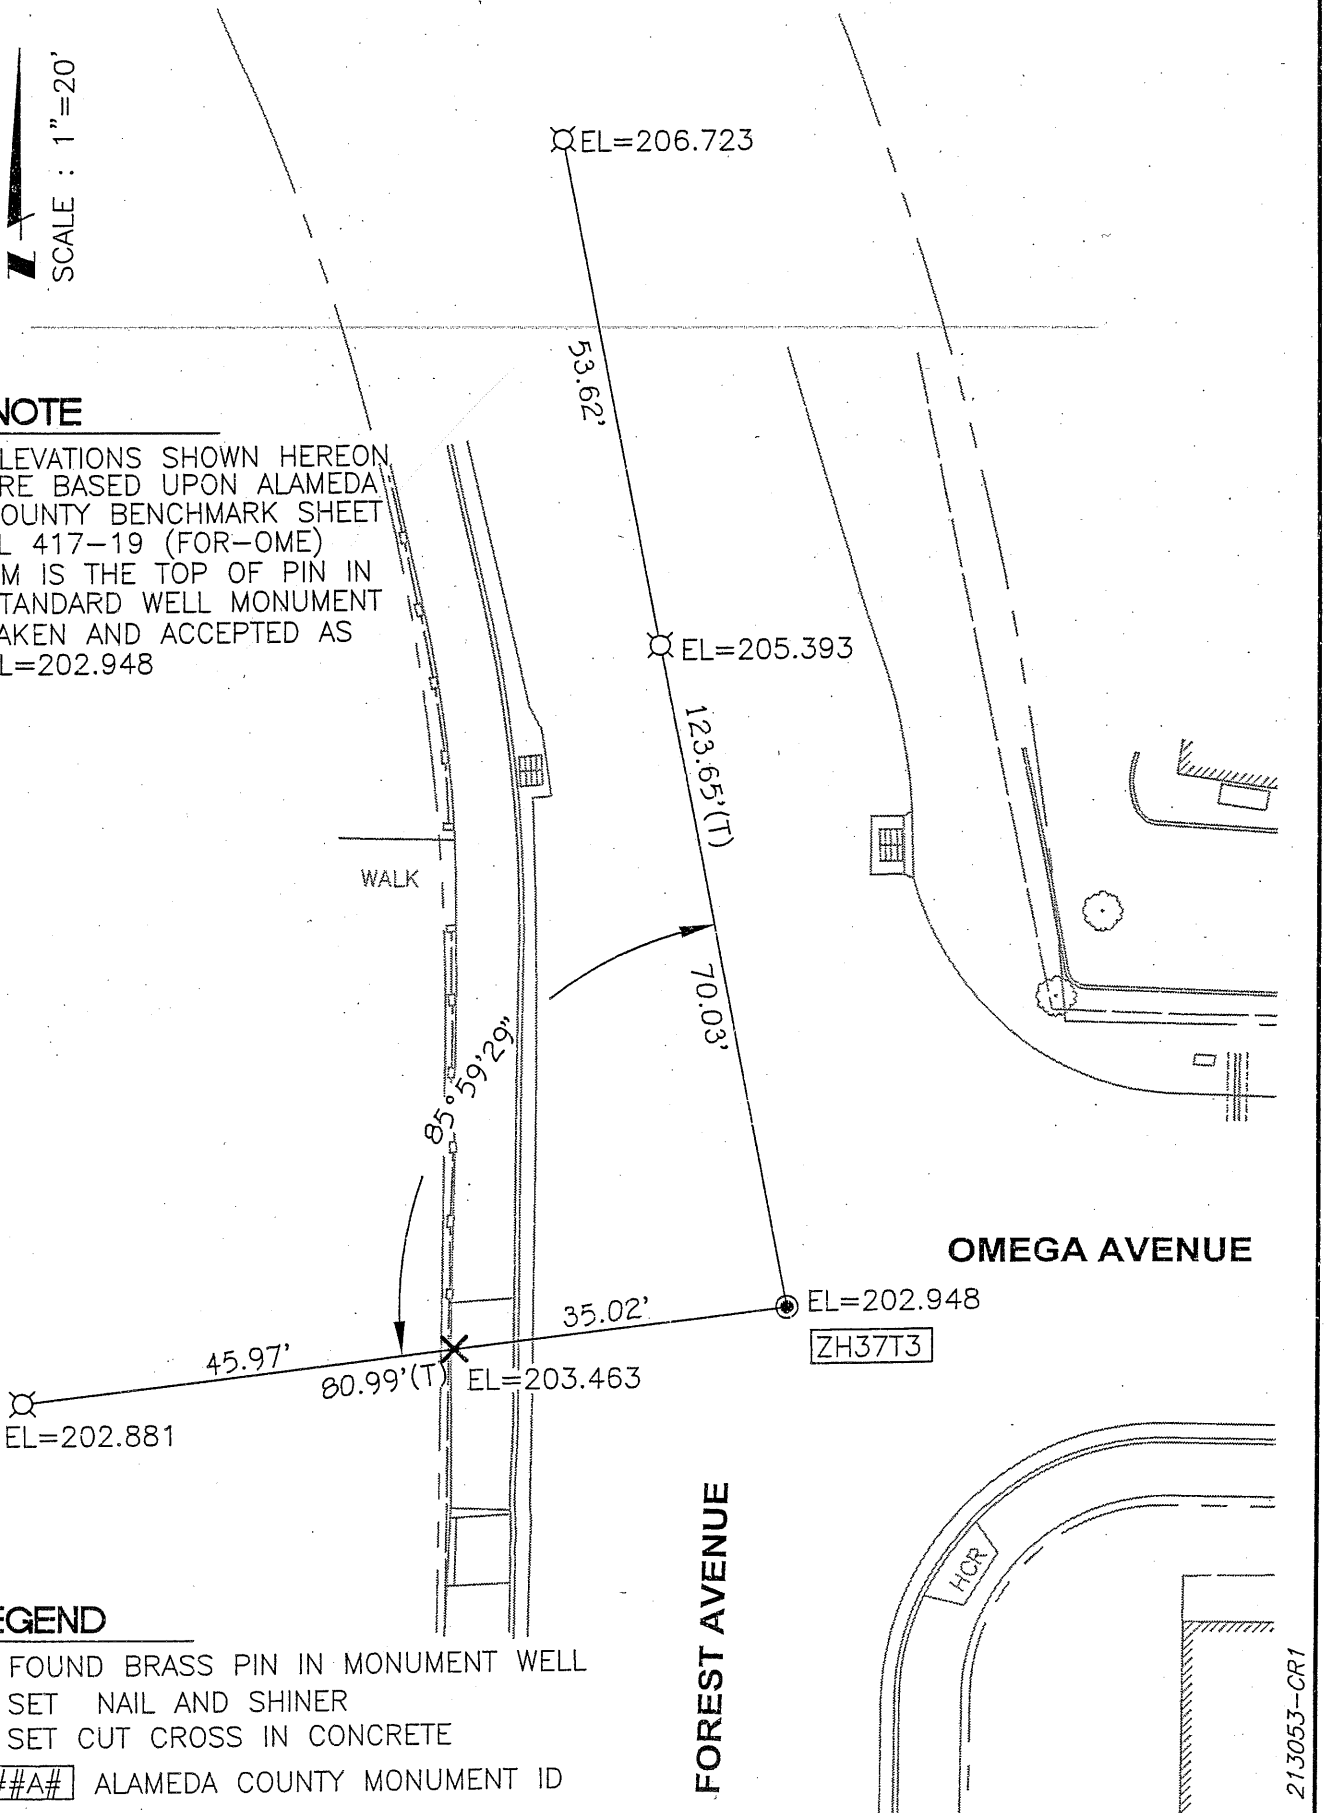 SCALE : 1"=20'
EL=206.723
53.62'
NOTE
LEVATIONS SHOWN HEREON
RE BASED UPON ALAMEDA
OUNTY BENCHMARK SHEET
L 417-19 (FOR-OME)
M IS THE TOP OF PIN IN
TANDARD WELL MONUMENT
AKEN AND ACCEPTED AS
L=202.948
EL=205.393
123.65'(T)
WALK
70.03'
85°59'29"
OMEGA AVENUE
EL=202.948
ZH37T3
35.02'
45.97'
80.99'(T)
EL=203.463
EL=202.881
FOREST AVENUE
HCR
EGEND
FOUND BRASS PIN IN MONUMENT WELL
SET NAIL AND SHINER
SET CUT CROSS IN CONCRETE
##A# ALAMEDA COUNTY MONUMENT ID
213053-CR1